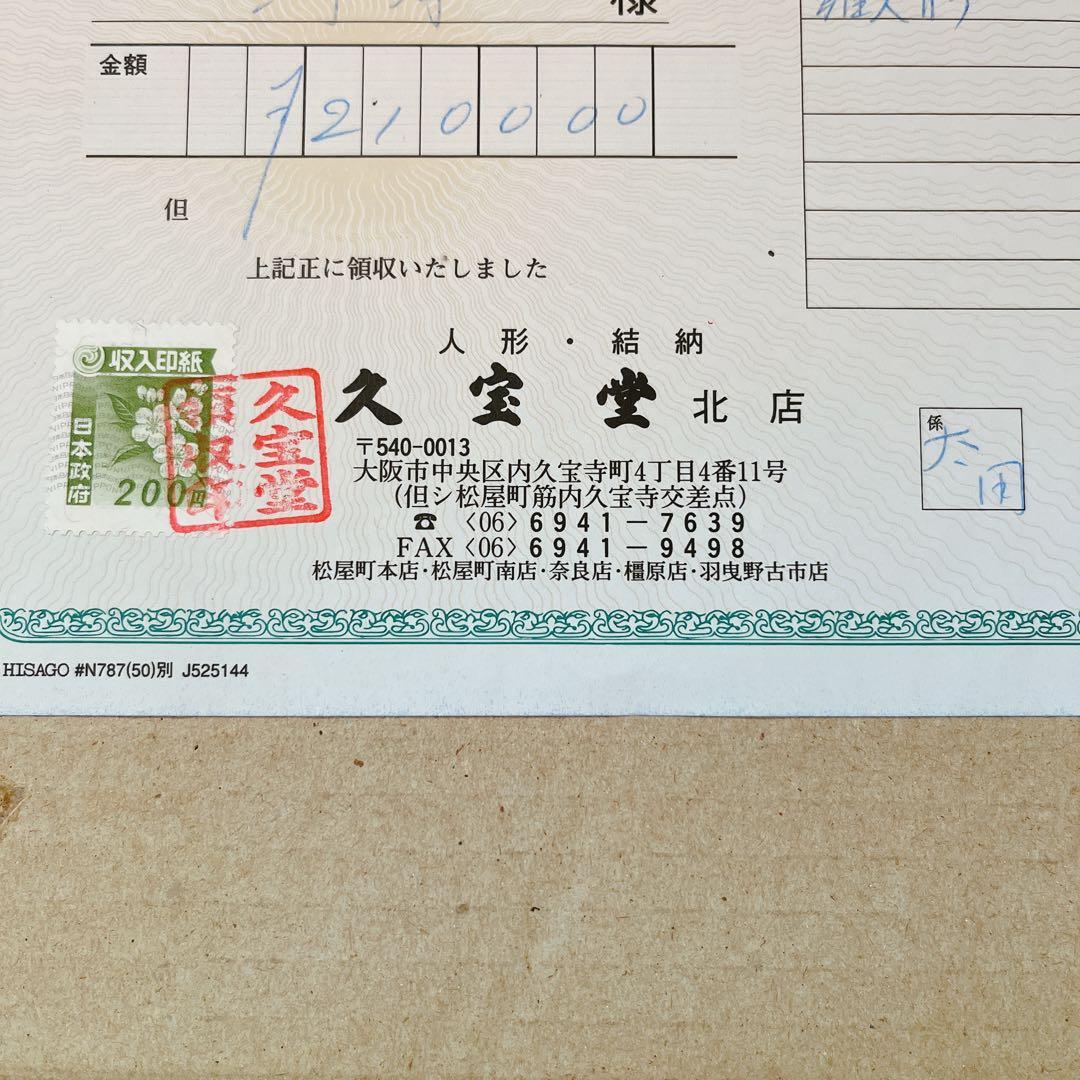 様
金額
¥210000
但
上記正に領収いたしました
収入印紙
日本政府
200円
久宝堂
人形・結納
久宝堂 北店
〒540-0013
大阪市中央区内久宝寺町4丁目4番11号
(但シ松屋町筋内久宝寺交差点)
☎ 〈06〉6941－7639
FAX〈06〉6941－9498
松屋町本店・松屋町南店・奈良店・橿原店・羽曳野古市店
係
太田
HISAGO #N787(50)別 J525144